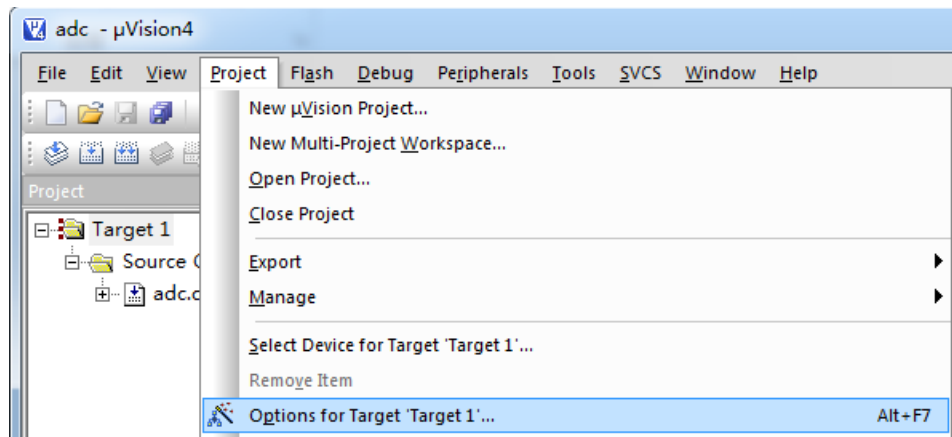 adc - µVision4
File Edit View Project Flash Debug Peripherals Tools SVCS Window Help
New µVision Project...
New Multi-Project Workspace...
Open Project...
Close Project
Export
Manage
Select Device for Target 'Target 1'...
Remove Item
Options for Target 'Target 1'... Alt+F7
Project
Target 1
Source
adc.c